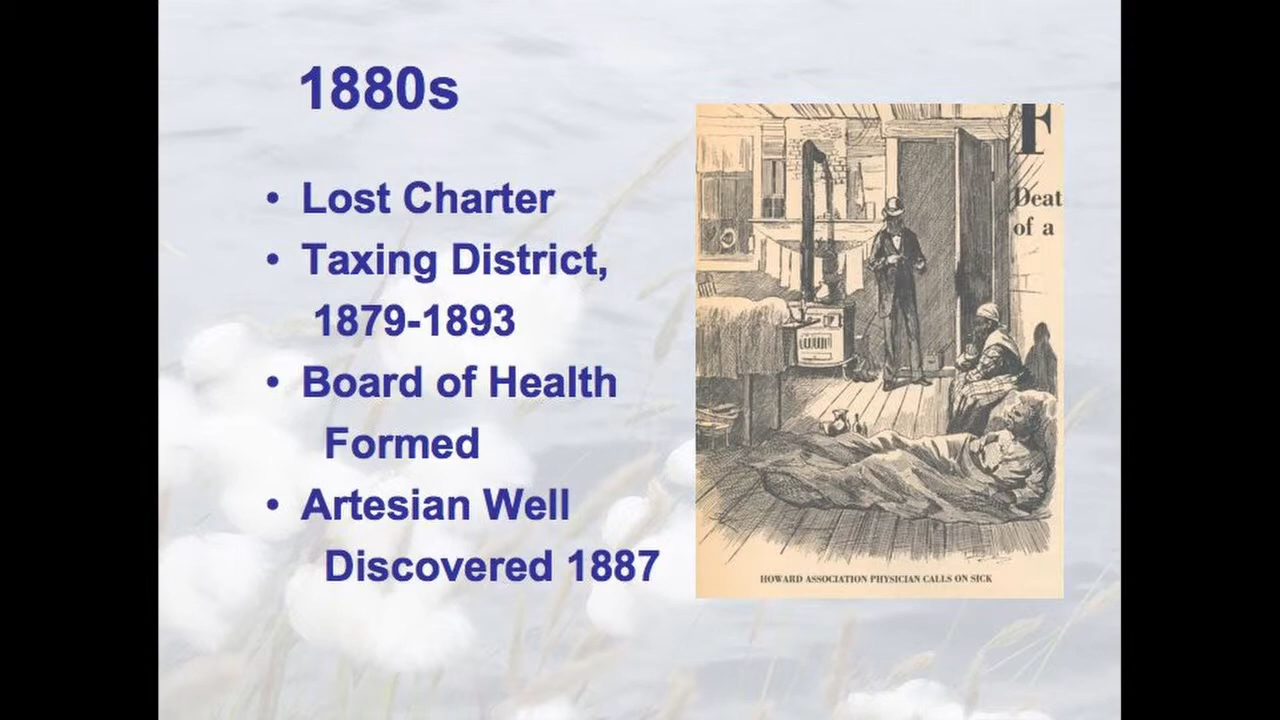 1880s
• Lost Charter
• Taxing District,
1879-1893
• Board of Health
Formed
• Artesian Well
Discovered 1887
F
Deat
of a
HOWARD ASSOCIATION PHYSICIAN CALLS ON SICK